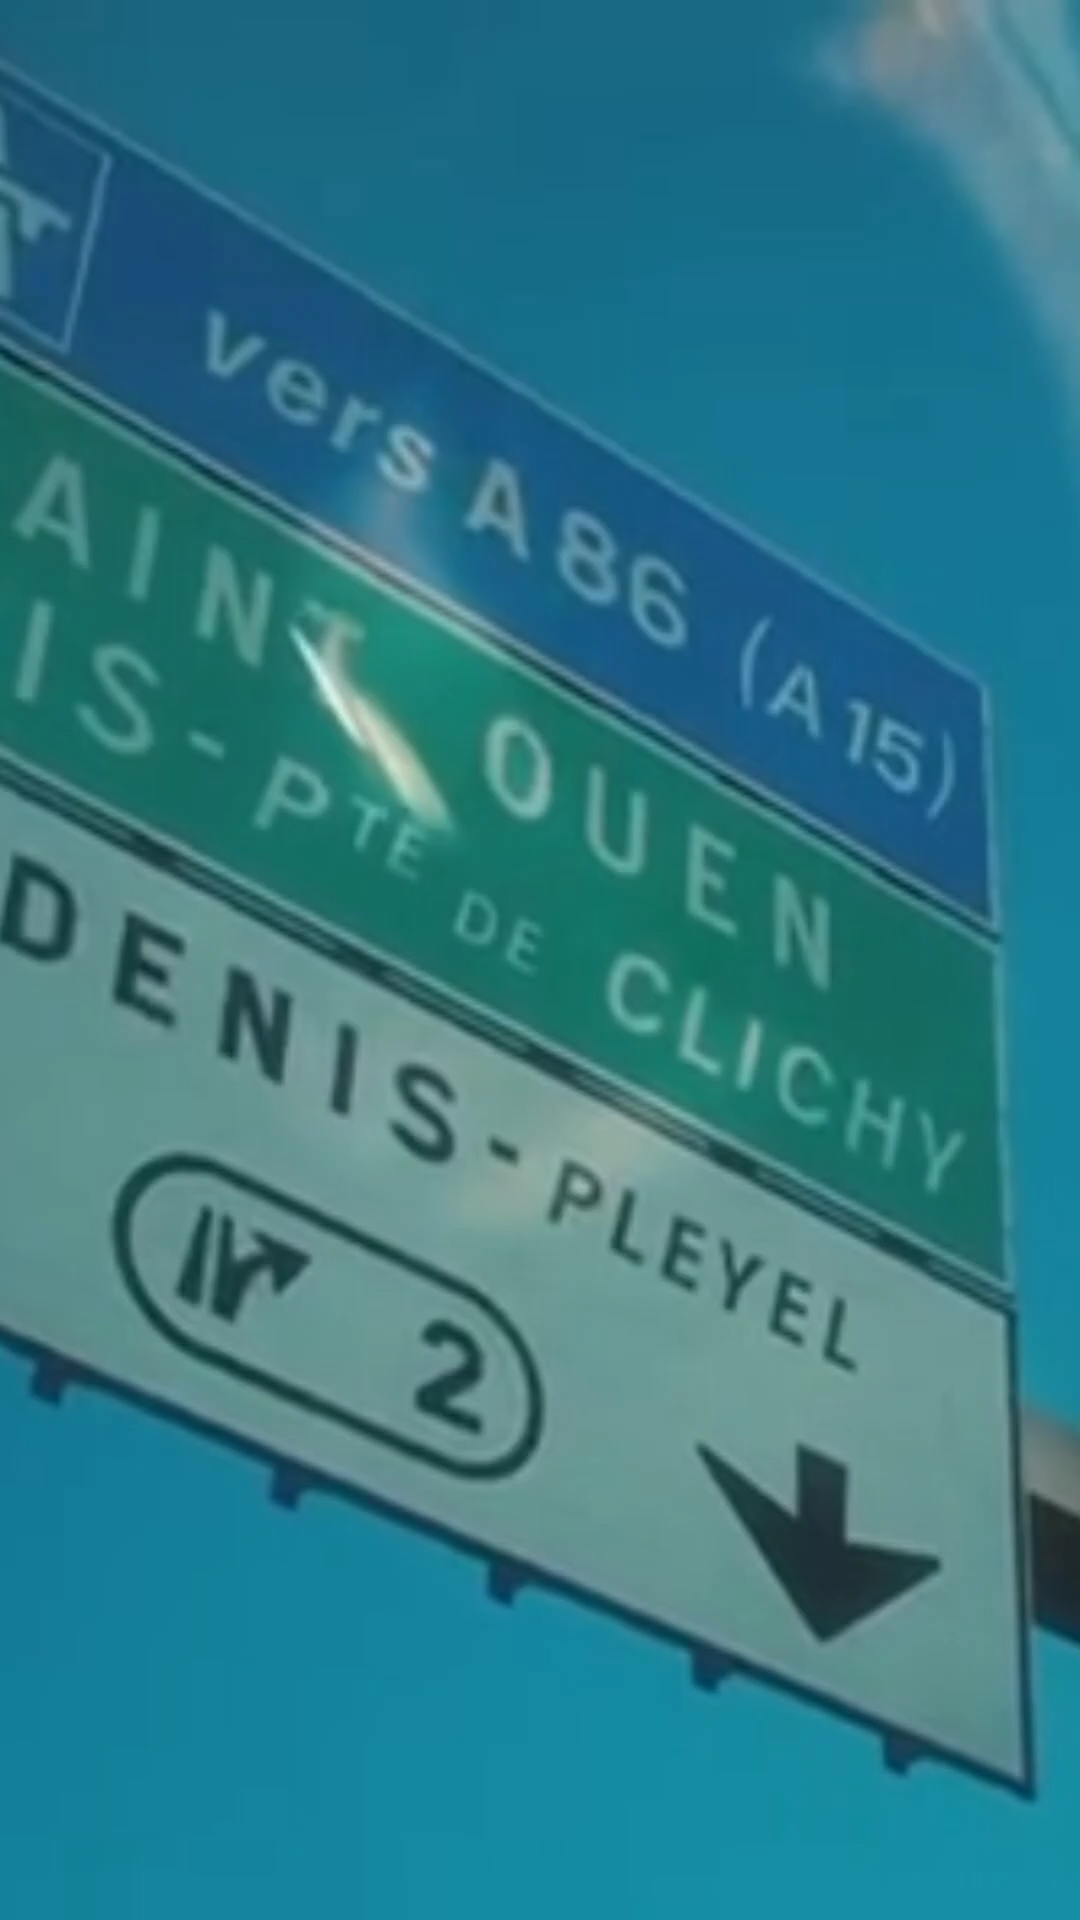 vers A86 (A15)
AINT OUEN
IS-PTE DE CLICHY
DENIS-PLEYEL
2